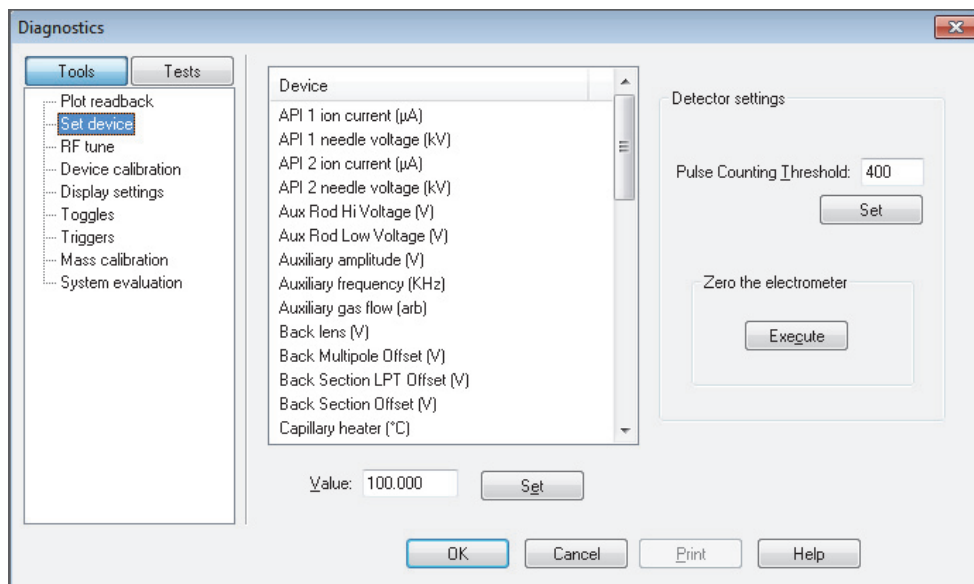 Diagnostics
Tools
Tests
Plot readback
Set device
RF tune
Device calibration
Display settings
Toggles
Triggers
Mass calibration
System evaluation
Device
API 1 ion current (µA)
API 1 needle voltage (kV)
API 2 ion current (µA)
API 2 needle voltage (kV)
Aux Rod Hi Voltage (V)
Aux Rod Low Voltage (V)
Auxiliary amplitude (V)
Auxiliary frequency (KHz)
Auxiliary gas flow (arb)
Back lens (V)
Back Multipole Offset (V)
Back Section LPT Offset (V)
Back Section Offset (V)
Capillary heater (°C)
Value: 100.000
Set
Detector settings
Pulse Counting Threshold: 400
Set
Zero the electrometer
Execute
OK
Cancel
Print
Help